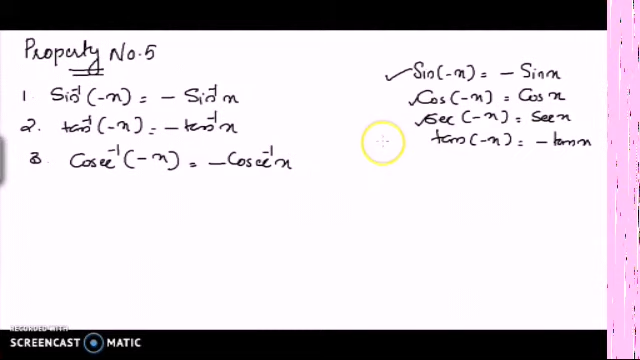 Property No.5
1. Sin⁻¹(-x) = - Sin⁻¹x
2. tan⁻¹(-x) = - tan⁻¹x
3. Cosec⁻¹(-x) = - Cosec⁻¹x
Sin(-x) = - Sinx
Cos(-x) = Cosx
Sec(-x) = Secx
tan(-x) = - tanx
RECORDED WITH
SCREENCAST MATIC